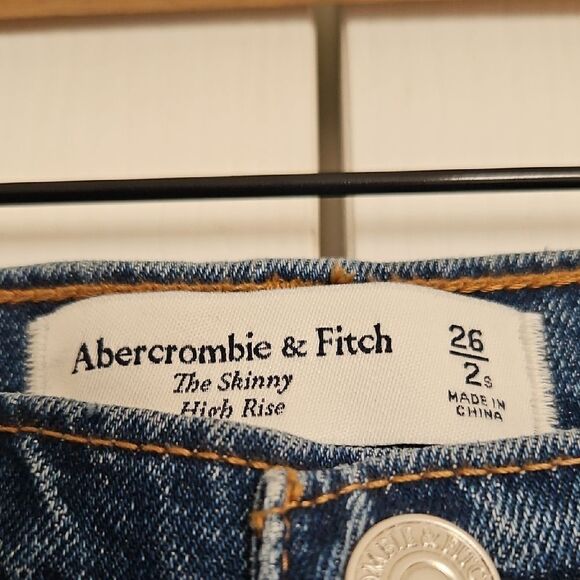 Abercrombie & Fitch
The Skinny
High Rise
26
2s
MADE IN
CHINA